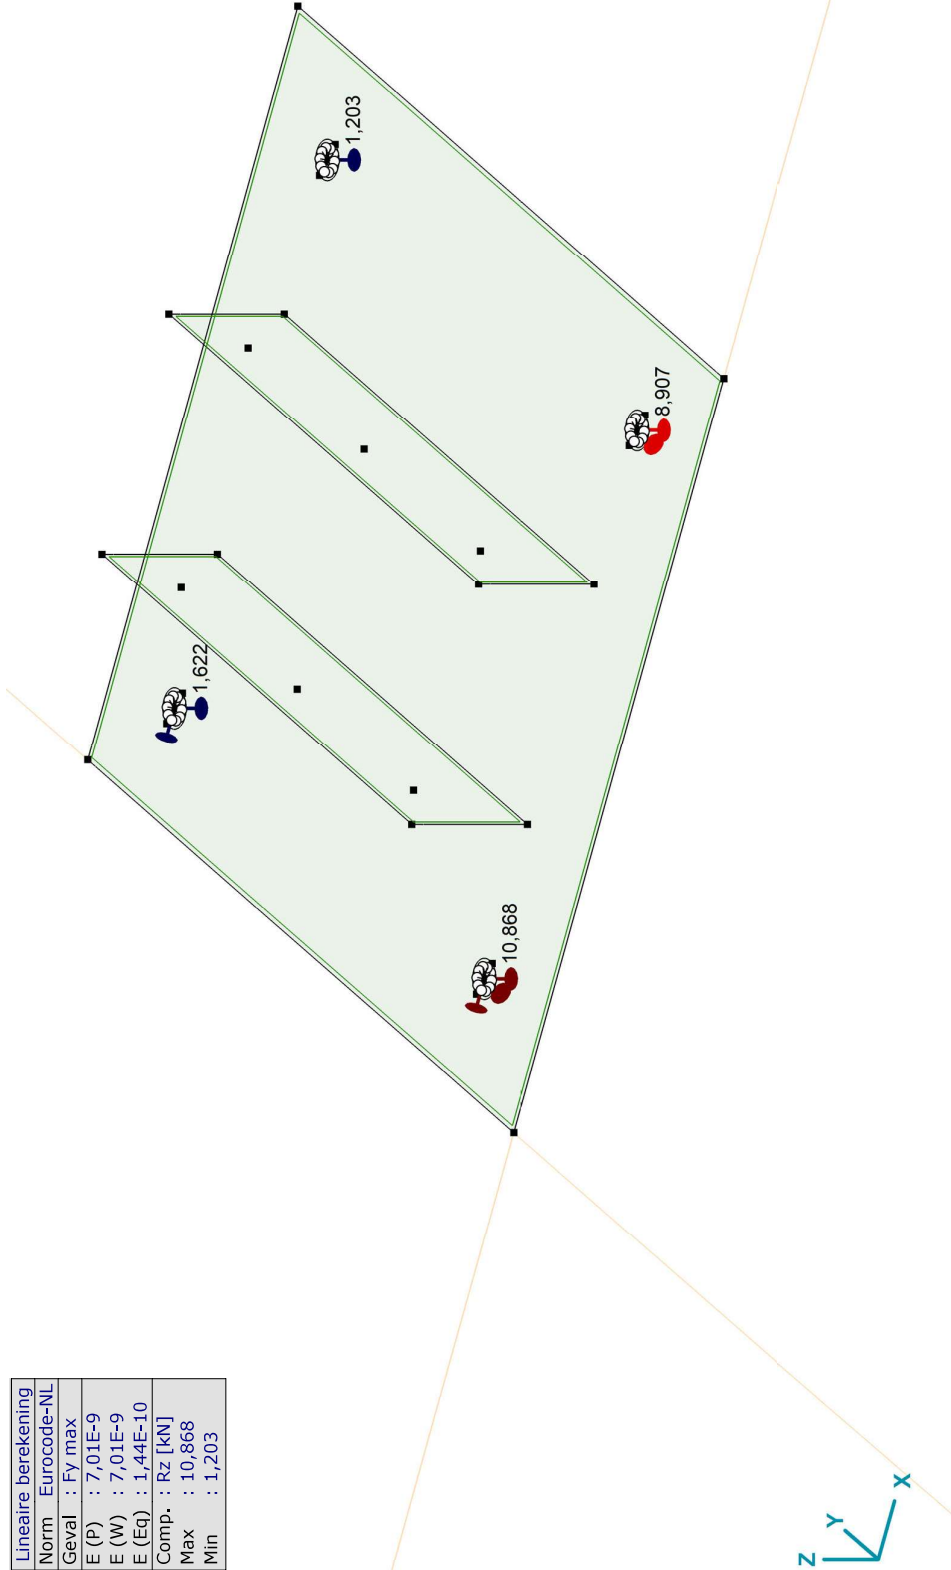 Lineaire berekening
Norm Eurocode-NL
Geval : Fy max
E (P) : 7,01E-9
E (W) : 7,01E-9
E (Eq) : 1,44E-10
Comp. : Rz [kN]
Max : 10,868
Min : 1,203
1,203
1,622
8,907
10,868
Z
Y
X